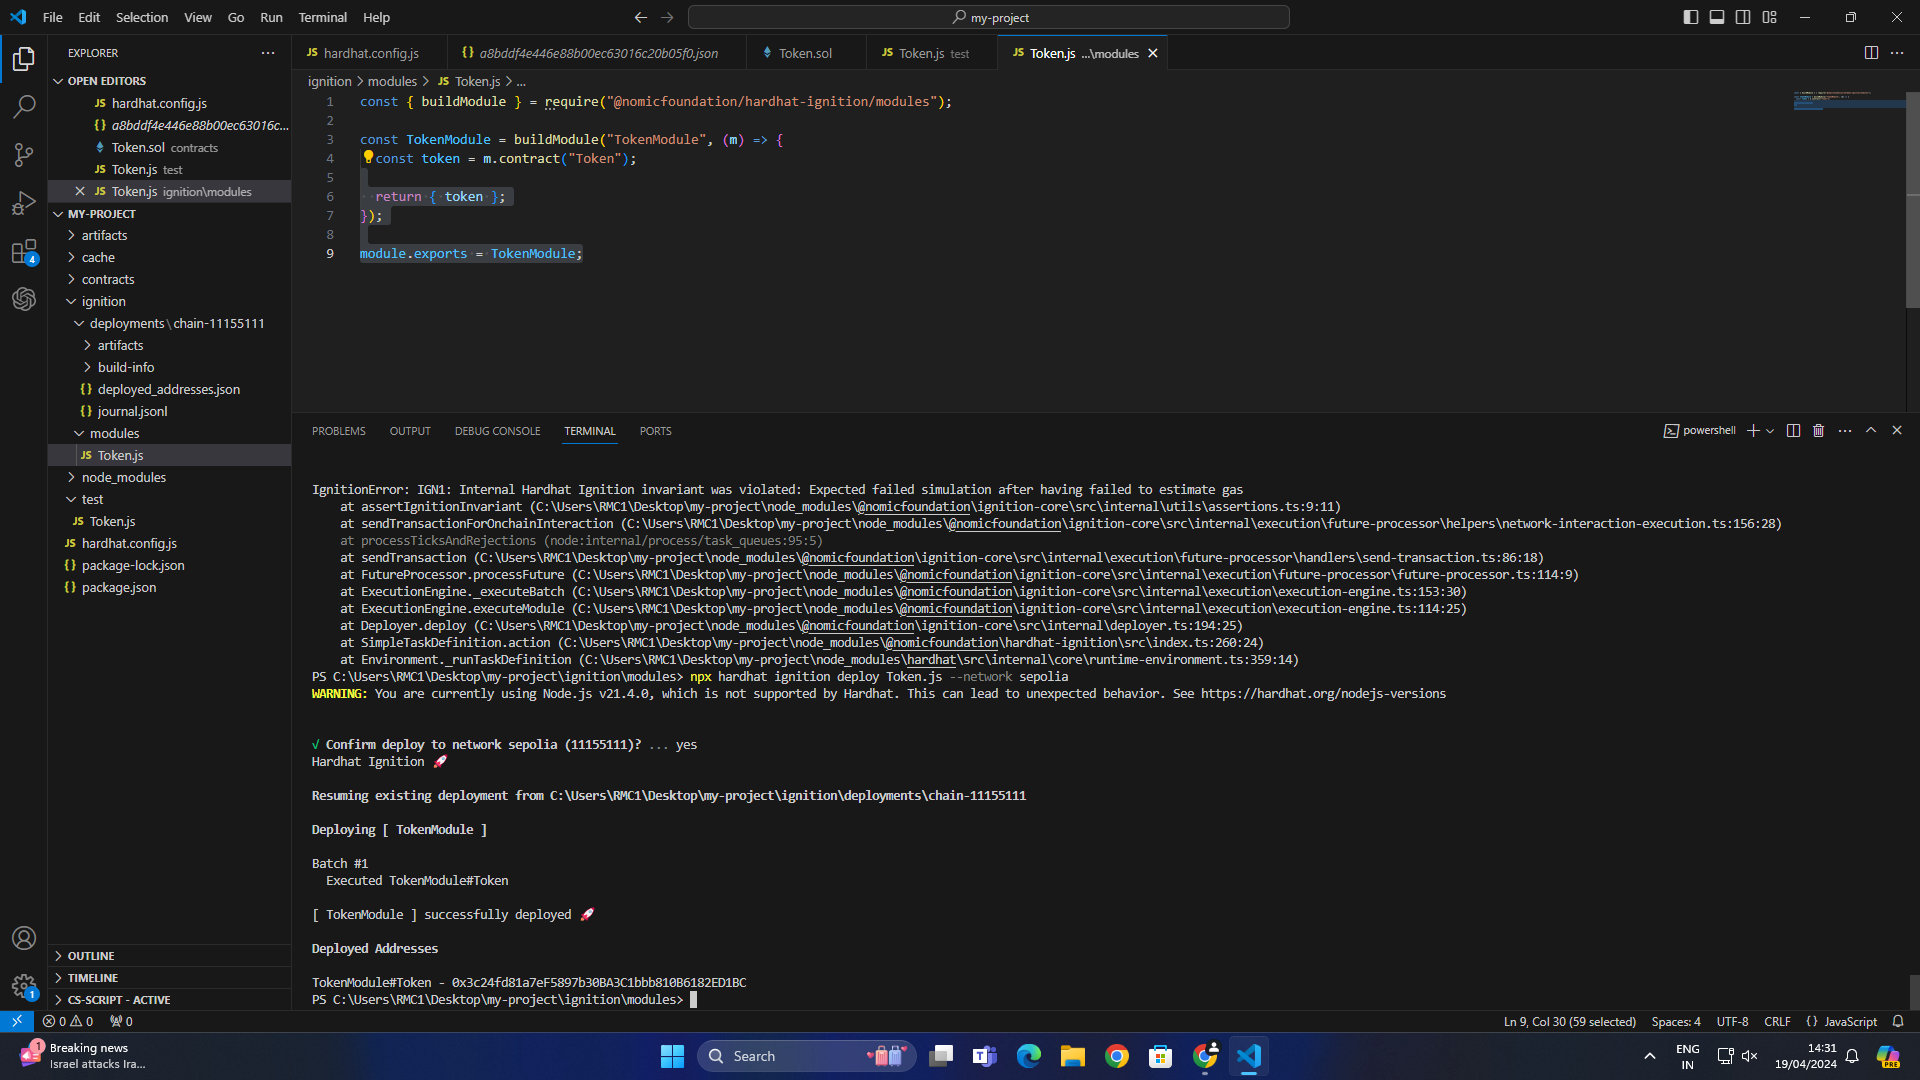 File Edit Selection View Go Run Terminal Help
my-project
EXPLORER
OPEN EDITORS
JS hardhat.config.js
{} a8bddf4e446e88b00ec63016c...
Token.sol contracts
JS Token.js test
JS Token.js ignition\modules
MY-PROJECT
artifacts
cache
contracts
ignition
deployments\chain-11155111
artifacts
build-info
{} deployed_addresses.json
{} journal.jsonl
modules
JS Token.js
node_modules
test
JS Token.js
JS hardhat.config.js
{} package-lock.json
{} package.json
OUTLINE
TIMELINE
CS-SCRIPT - ACTIVE
4
1
JS hardhat.config.js {} a8bddf4e446e88b00ec63016c20b05f0.json Token.sol JS Token.js test JS Token.js ...\modules
ignition > modules > JS Token.js > ...
1 const { buildModule } = require("@nomicfoundation/hardhat-ignition/modules");
2
3 const TokenModule = buildModule("TokenModule", (m) => {
4 const token = m.contract("Token");
5
6 return { token };
7 });
8
9 module.exports = TokenModule;
PROBLEMS OUTPUT DEBUG CONSOLE TERMINAL PORTS
powershell
IgnitionError: IGN1: Internal Hardhat Ignition invariant was violated: Expected failed simulation after having failed to estimate gas
at assertIgnitionInvariant (C:\Users\RMC1\Desktop\my-project\node_modules\@nomicfoundation\ignition-core\src\internal\utils\assertions.ts:9:11)
at sendTransactionForOnchainInteraction (C:\Users\RMC1\Desktop\my-project\node_modules\@nomicfoundation\ignition-core\src\internal\execution\future-processor\helpers\network-interaction-execution.ts:156:28)
at processTicksAndRejections (node:internal/process/task_queues:95:5)
at sendTransaction (C:\Users\RMC1\Desktop\my-project\node_modules\@nomicfoundation\ignition-core\src\internal\execution\future-processor\handlers\send-transaction.ts:86:18)
at FutureProcessor.processFuture (C:\Users\RMC1\Desktop\my-project\node_modules\@nomicfoundation\ignition-core\src\internal\execution\future-processor\future-processor.ts:114:9)
at ExecutionEngine._executeBatch (C:\Users\RMC1\Desktop\my-project\node_modules\@nomicfoundation\ignition-core\src\internal\execution\execution-engine.ts:153:30)
at ExecutionEngine.executeModule (C:\Users\RMC1\Desktop\my-project\node_modules\@nomicfoundation\ignition-core\src\internal\execution\execution-engine.ts:114:25)
at Deployer.deploy (C:\Users\RMC1\Desktop\my-project\node_modules\@nomicfoundation\ignition-core\src\internal\deployer.ts:194:25)
at SimpleTaskDefinition.action (C:\Users\RMC1\Desktop\my-project\node_modules\@nomicfoundation\hardhat-ignition\src\index.ts:260:24)
at Environment._runTaskDefinition (C:\Users\RMC1\Desktop\my-project\node_modules\hardhat\src\internal\core\runtime-environment.ts:359:14)
PS C:\Users\RMC1\Desktop\my-project\ignition\modules> npx hardhat ignition deploy Token.js --network sepolia
WARNING: You are currently using Node.js v21.4.0, which is not supported by Hardhat. This can lead to unexpected behavior. See https://hardhat.org/nodejs-versions
√ Confirm deploy to network sepolia (11155111)? ... yes
Hardhat Ignition 🚀
Resuming existing deployment from C:\Users\RMC1\Desktop\my-project\ignition\deployments\chain-11155111
Deploying [ TokenModule ]
Batch #1
Executed TokenModule#Token
[ TokenModule ] successfully deployed 🚀
Deployed Addresses
TokenModule#Token - 0x3c24fd81a7eF5897b30BA3C1bbb810B6182ED1BC
PS C:\Users\RMC1\Desktop\my-project\ignition\modules>
0 0 0
Ln 9, Col 30 (59 selected) Spaces: 4 UTF-8 CRLF {} JavaScript
1
Breaking news
Israel attacks Ira...
Search
ENG
IN
14:31
19/04/2024
PRE